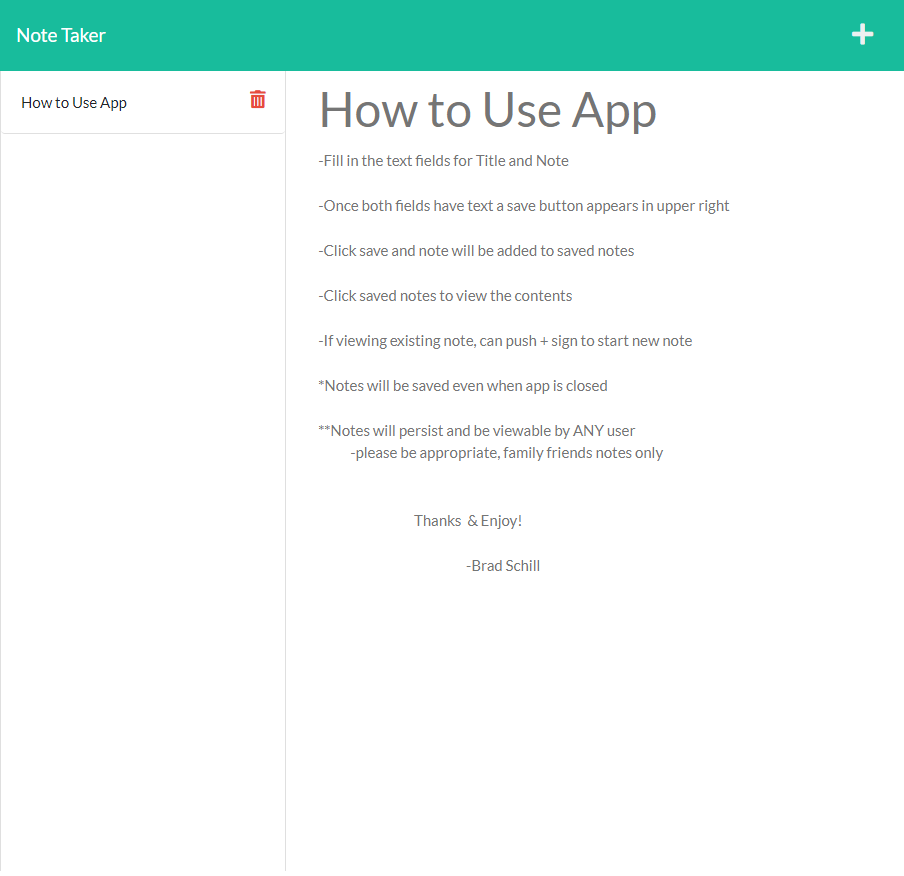 Note Taker
How to Use App
How to Use App
-Fill in the text fields for Title and Note
-Once both fields have text a save button appears in upper right
-Click save and note will be added to saved notes
-Click saved notes to view the contents
-If viewing existing note, can push + sign to start new note
*Notes will be saved even when app is closed
**Notes will persist and be viewable by ANY user
-please be appropriate, family friends notes only
Thanks  & Enjoy!
-Brad Schill